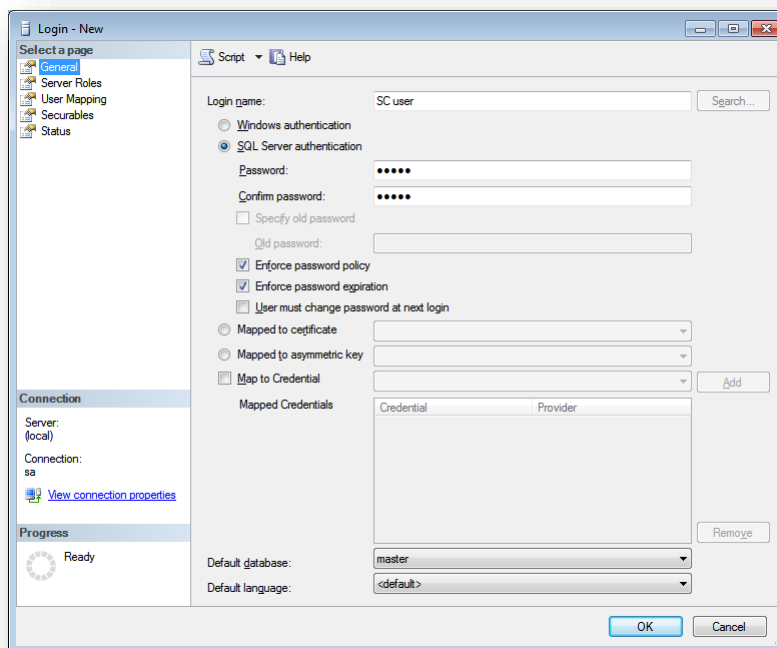 Login - New
Select a page
General
Server Roles
User Mapping
Securables
Status
Script Help
Login name: SC user Search...
Windows authentication
SQL Server authentication
Password: •••••
Confirm password: •••••
Specify old password
Old password:
Enforce password policy
Enforce password expiration
User must change password at next login
Mapped to certificate
Mapped to asymmetric key
Map to Credential Add
Mapped Credentials Credential Provider
Remove
Default database: master
Default language: <default>
Connection
Server:
(local)
Connection:
sa
View connection properties
Progress
Ready
OK Cancel